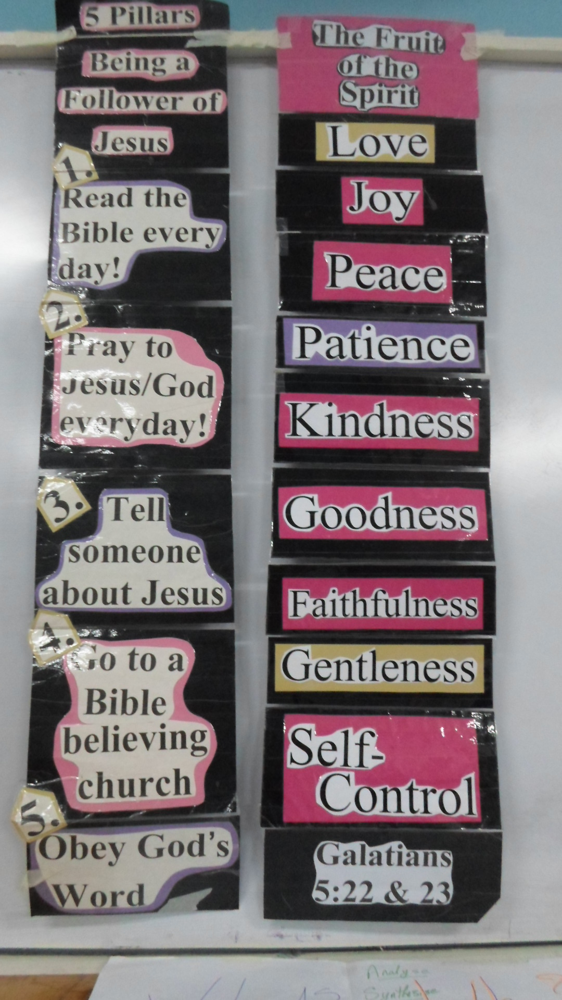 5 Pillars
Being a
Follower of
Jesus
1.
Read the
Bible every
day!
2.
Pray to
Jesus/God
everyday!
3.
Tell
someone
about Jesus
4.
Go to a
Bible
believing
church
5.
Obey God's
Word
The Fruit
of the
Spirit
Love
Joy
Peace
Patience
Kindness
Goodness
Faithfulness
Gentleness
Self-
Control
Galatians
5:22 & 23